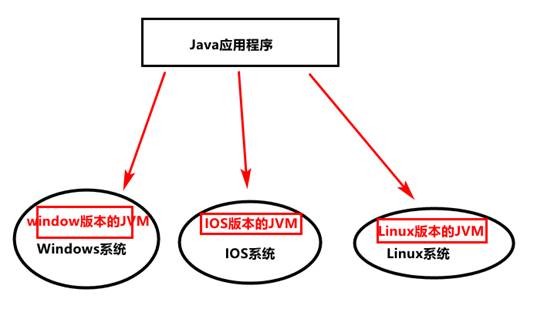 Java应用程序
window版本的JVM
Windows系统
IOS版本的JVM
IOS系统
Linux版本的JVM
Linux系统